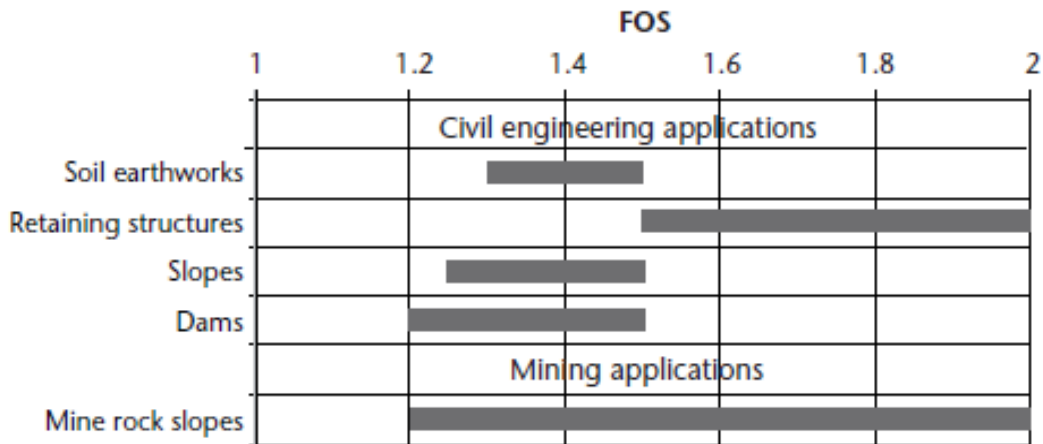 FOS
1 1.2 1.4 1.6 1.8 2
Civil engineering applications
Soil earthworks
Retaining structures
Slopes
Dams
Mining applications
Mine rock slopes